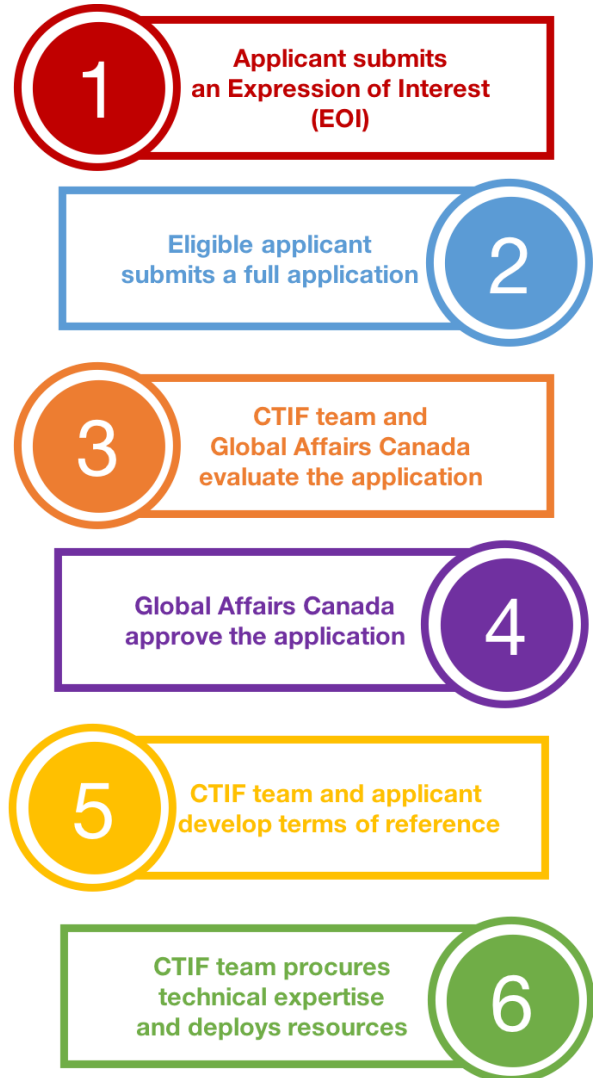 1
Applicant submits
an Expression of Interest
(EOI)
2
Eligible applicant
submits a full application
3
CTIF team and
Global Affairs Canada
evaluate the application
4
Global Affairs Canada
approve the application
5
CTIF team and applicant
develop terms of reference
6
CTIF team procures
technical expertise
and deploys resources